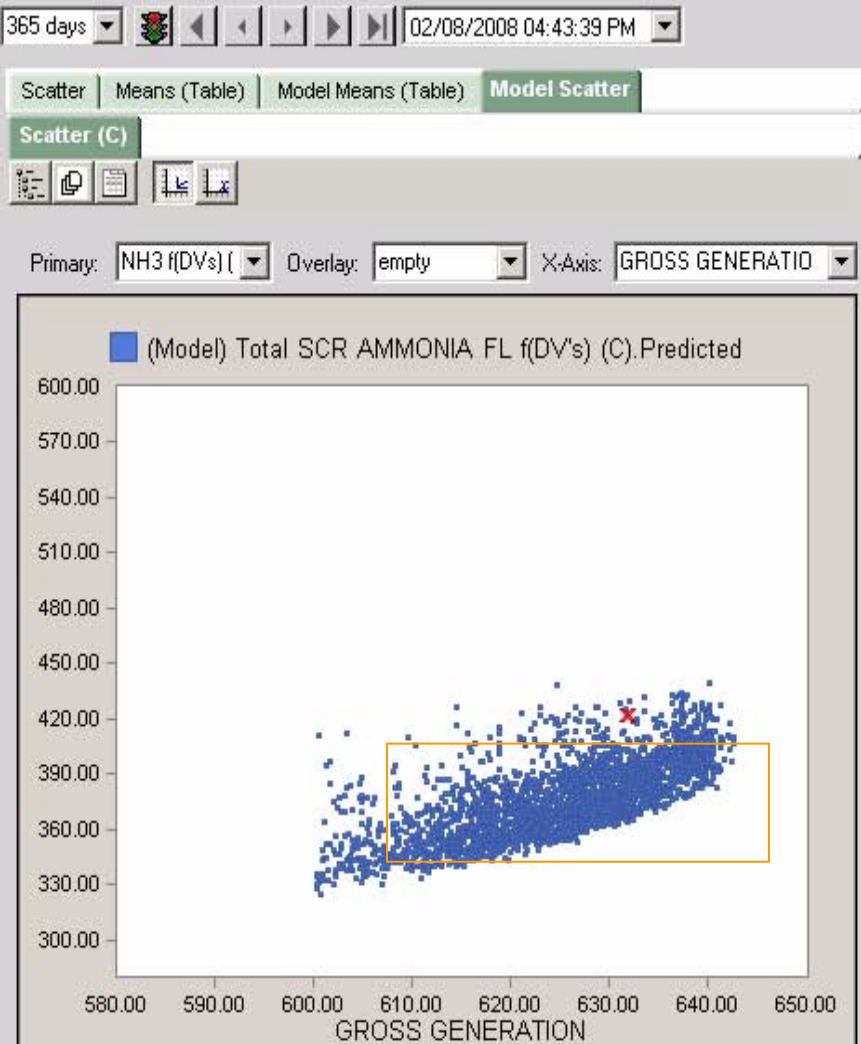 365 days 02/08/2008 04:43:39 PM
Scatter Means (Table) Model Means (Table) Model Scatter
Scatter (C)
Primary: NH3 f(DVs) ( Overlay: empty X-Axis: GROSS GENERATIO
(Model) Total SCR AMMONIA FL f(DV's) (C).Predicted
600.00
570.00
540.00
510.00
480.00
450.00
420.00
390.00
360.00
330.00
300.00
580.00 590.00 600.00 610.00 620.00 630.00 640.00 650.00
GROSS GENERATION